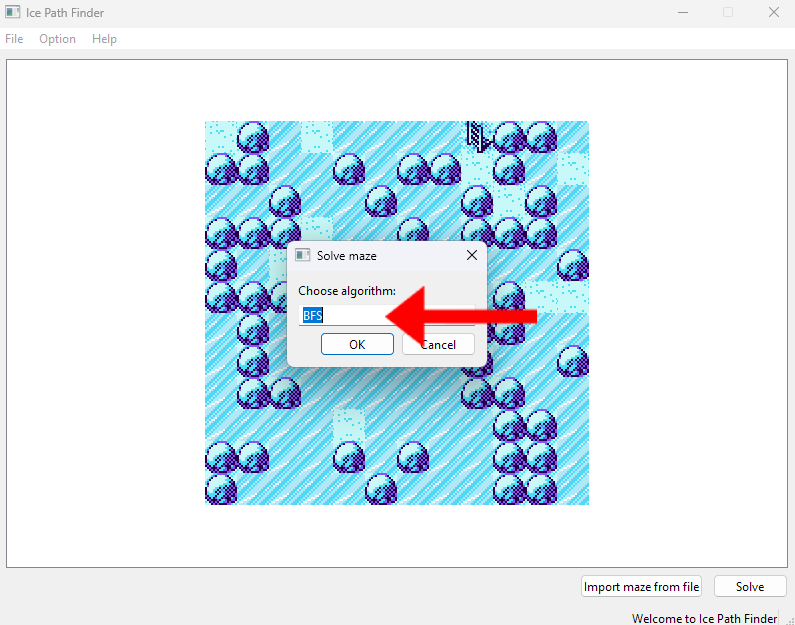 Ice Path Finder
File Option Help
Solve maze
Choose algorithm:
BFS
OK Cancel
Import maze from file Solve
Welcome to Ice Path Finder